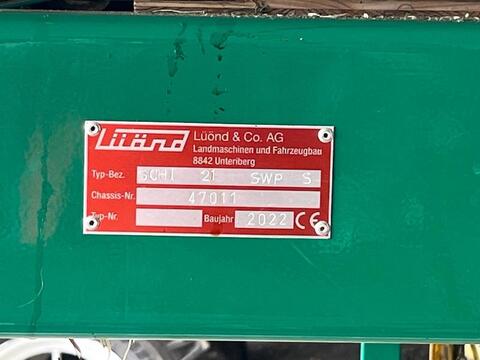 Lüönd
Lüönd & Co. AG
Landmaschinen und Fahrzeugbau
8842 Unteriberg
Typ-Bez. SCHI 21 SWP S
Chassis-Nr. 47011
Typ-Nr. Baujahr 2022 CE